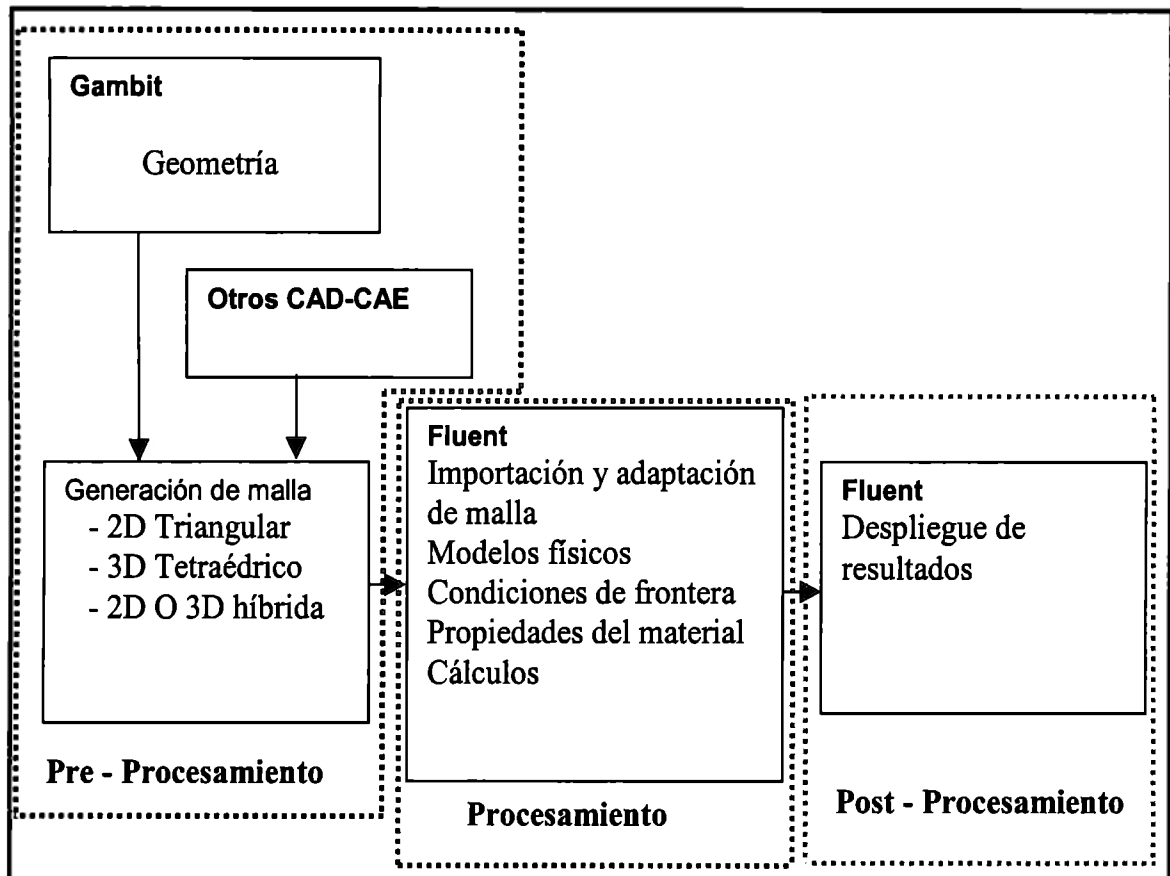 Gambit
Geometría
Otros CAD-CAE
Generación de malla
- 2D Triangular
- 3D Tetraédrico
- 2D O 3D híbrida
Pre - Procesamiento
Fluent
Importación y adaptación
de malla
Modelos físicos
Condiciones de frontera
Propiedades del material
Cálculos
Procesamiento
Fluent
Despliegue de
resultados
Post - Procesamiento